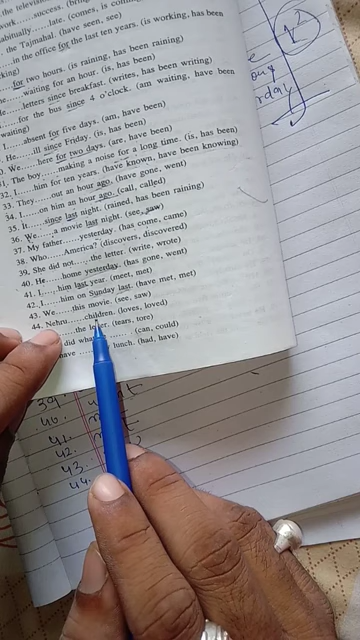 the televis
success. (bring
habitually......late. (comes, is coming
the Tajmahal. (have seen, see)
in the office for the last ten years. (is working, has been
king)
for two hours. (is raining, has been raining)
waiting for an hour. (is, has been)
letters since breakfast. (writes, has been writing)
for the bus since 4 o'clock. (am waiting, have been
waiting)
I......absent for five days. (am, have been)
He......ill since Friday. (is, has been)
We......here for two days. (are, have been)
31. The boy......making a noise for a long time. (is, has been)
32. I......him for ten years. (have known, have been knowing)
33. They......out an hour ago. (have gone, went)
34. I......on him an hour ago. (call, called)
35. It......since last night. (rained, has been raining)
36. We......a movie last night. (see, saw)
37. My father......yesterday. (has come, came)
38. Who......America? (discovers, discovered)
39. She did not......the letter. (write, wrote)
40. He......home yesterday. (has gone, went)
41. I......him last year. (meet, met)
42. I......him on Sunday last. (have met, met)
43. We......this movie. (see, saw)
44. Nehru......children. (loves, loved)
......the letter. (tears, tore)
did what...... (can, could)
have......lunch. (had, have)
39.
40.
41.
42.
43.
44.